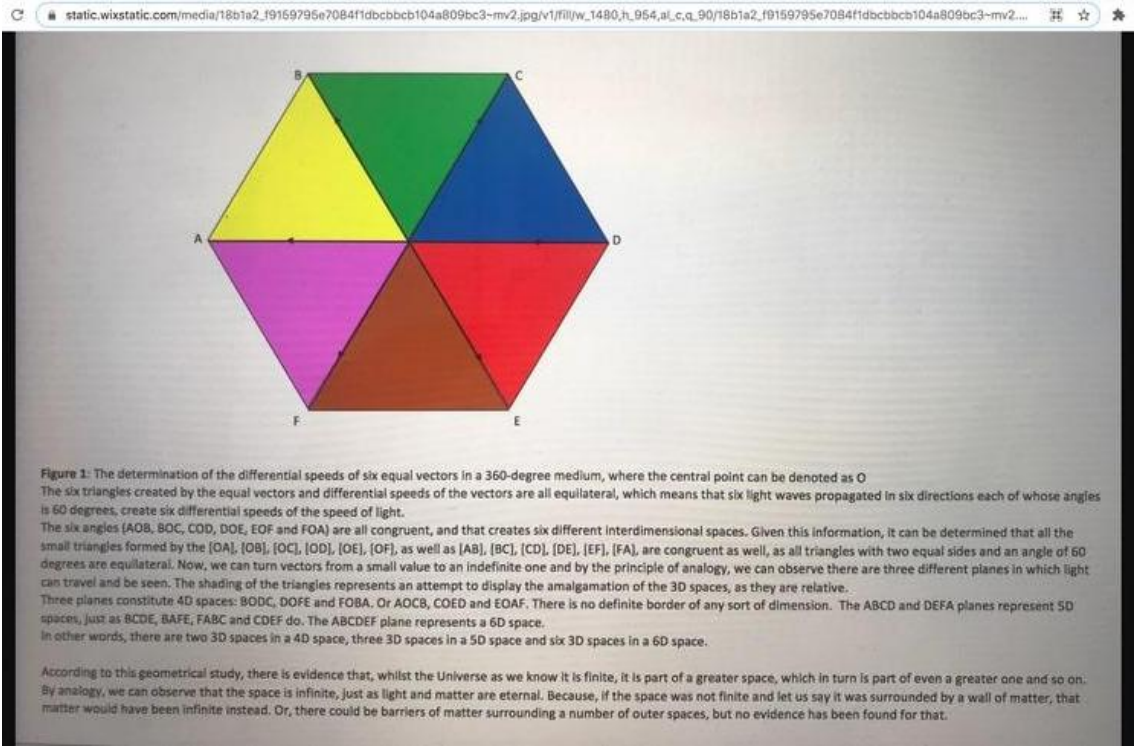 static.wixstatic.com/media/18b1a2_f9159795e7084f1dbcbbcb104a809bc3~mv2.jpg/v1/fill/w_1480,h_954,al_c,q_90/18b1a2_f9159795e7084f1dbcbbcb104a809bc3~mv2....
B C
A D
F E
Figure 1: The determination of the differential speeds of six equal vectors in a 360-degree medium, where the central point can be denoted as O
The six triangles created by the equal vectors and differential speeds of the vectors are all equilateral, which means that six light waves propagated in six directions each of whose angles
is 60 degrees, create six differential speeds of the speed of light.
The six angles (AOB, BOC, COD, DOE, EOF and FOA) are all congruent, and that creates six different interdimensional spaces. Given this information, it can be determined that all the
small triangles formed by the [OA], [OB], [OC], [OD], [OE], [OF], as well as [AB], [BC], [CD], [DE], [EF], [FA], are congruent as well, as all triangles with two equal sides and an angle of 60
degrees are equilateral. Now, we can turn vectors from a small value to an indefinite one and by the principle of analogy, we can observe there are three different planes in which light
can travel and be seen. The shading of the triangles represents an attempt to display the amalgamation of the 3D spaces, as they are relative.
Three planes constitute 4D spaces: BODC, DOFE and FOBA. Or AOCB, COED and EOAF. There is no definite border of any sort of dimension. The ABCD and DEFA planes represent 5D
spaces, just as BCDE, BAFE, FABC and CDEF do. The ABCDEF plane represents a 6D space.
In other words, there are two 3D spaces in a 4D space, three 3D spaces in a 5D space and six 3D spaces in a 6D space.
According to this geometrical study, there is evidence that, whilst the Universe as we know it is finite, it is part of a greater space, which in turn is part of even a greater one and so on.
By analogy, we can observe that the space is infinite, just as light and matter are eternal. Because, if the space was not finite and let us say it was surrounded by a wall of matter, that
matter would have been infinite instead. Or, there could be barriers of matter surrounding a number of outer spaces, but no evidence has been found for that.